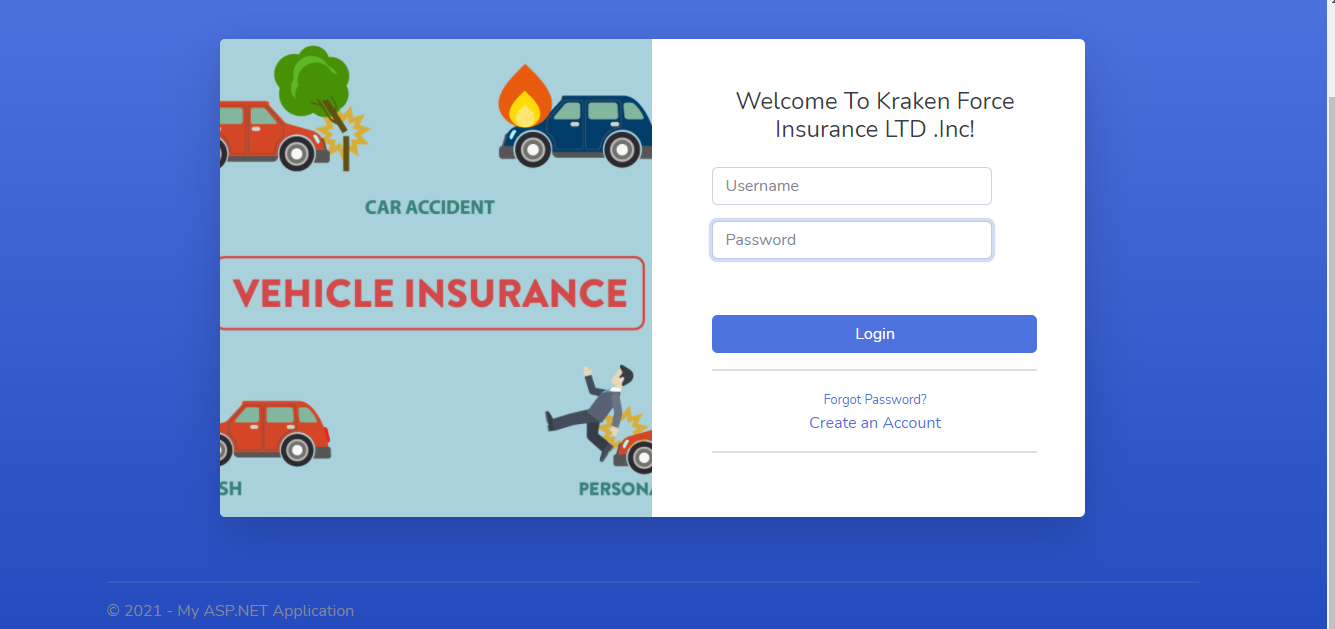 CAR ACCIDENT
VEHICLE INSURANCE
SH
PERSONA
Welcome To Kraken Force
Insurance LTD .Inc!
Username
Password
Login
Forgot Password?
Create an Account
© 2021 - My ASP.NET Application